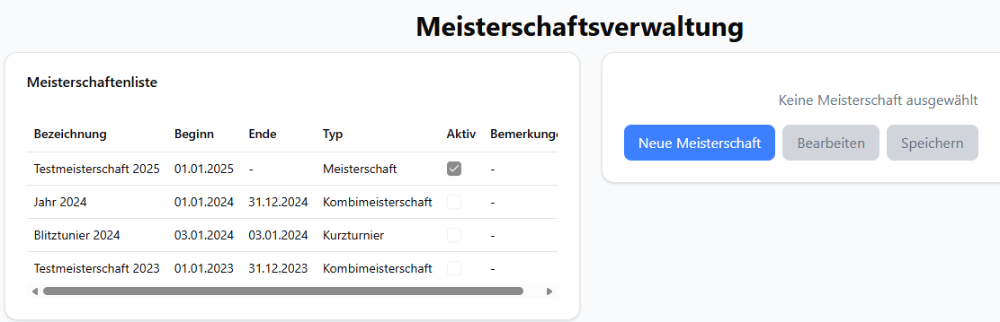 Meisterschaftsverwaltung
Meisterschaftenliste
Bezeichnung Beginn Ende Typ Aktiv Bemerkunge
Testmeisterschaft 2025 01.01.2025 - Meisterschaft -
Jahr 2024 01.01.2024 31.12.2024 Kombimeisterschaft -
Blitztunier 2024 03.01.2024 03.01.2024 Kurzturnier -
Testmeisterschaft 2023 01.01.2023 31.12.2023 Kombimeisterschaft -
Keine Meisterschaft ausgewählt
Neue Meisterschaft Bearbeiten Speichern